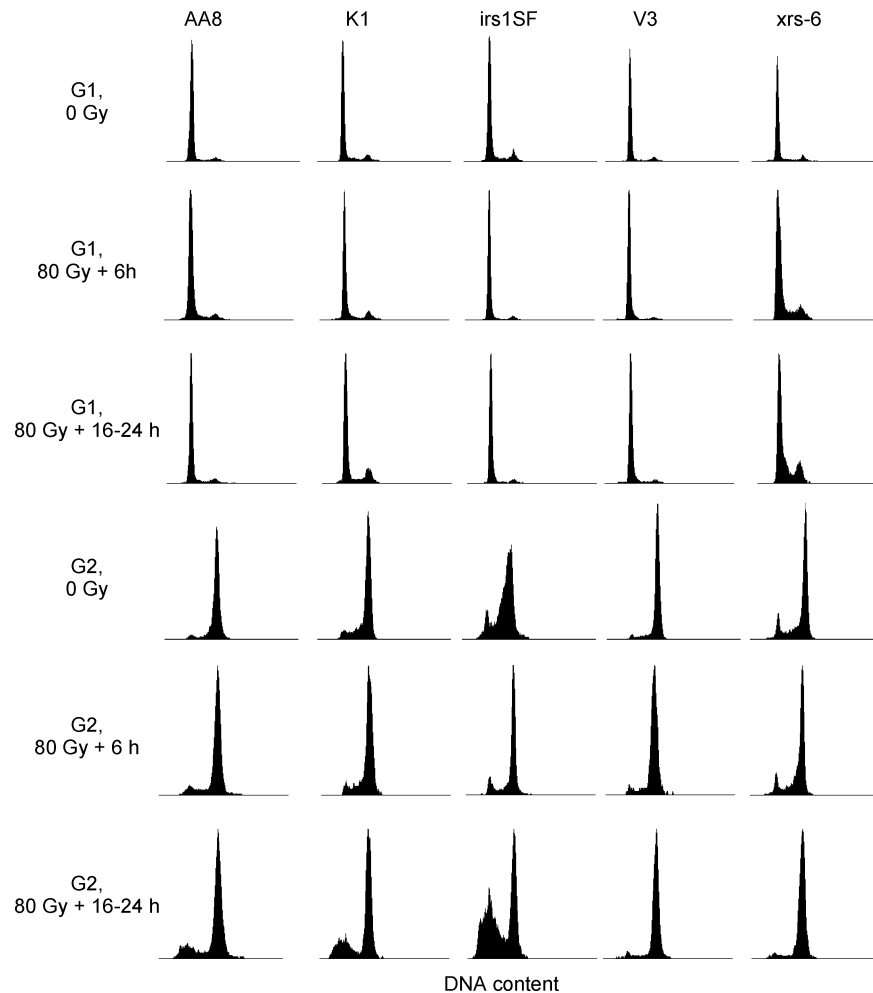 AA8 K1 irs1SF V3 xrs-6
G1,
0 Gy
G1,
80 Gy + 6h
G1,
80 Gy + 16-24 h
G2,
0 Gy
G2,
80 Gy + 6 h
G2,
80 Gy + 16-24 h
DNA content